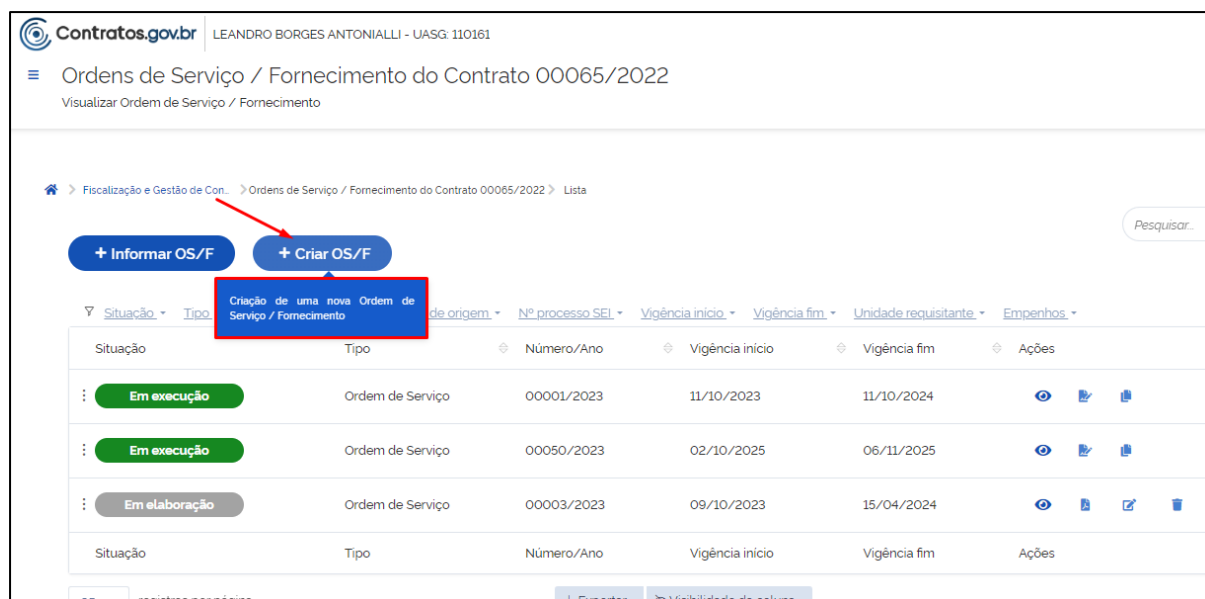 Contratos.gov.br LEANDRO BORGES ANTONIALLI - UASG: 110161
Ordens de Serviço / Fornecimento do Contrato 00065/2022
Visualizar Ordem de Serviço / Fornecimento
Fiscalização e Gestão de Con... Ordens de Serviço / Fornecimento do Contrato 00065/2022 Lista
Pesquisar...
+ Informar OS/F + Criar OS/F
Criação de uma nova Ordem de
Serviço / Fornecimento
Situação Tipo de origem Nº processo SEI Vigência início Vigência fim Unidade requisitante Empenhos
Situação Tipo Número/Ano Vigência início Vigência fim Ações
Em execução Ordem de Serviço 00001/2023 11/10/2023 11/10/2024
Em execução Ordem de Serviço 00050/2023 02/10/2025 06/11/2025
Em elaboração Ordem de Serviço 00003/2023 09/10/2023 15/04/2024
Situação Tipo Número/Ano Vigência início Vigência fim Ações
registros por página Exportar Visibilidade da coluna